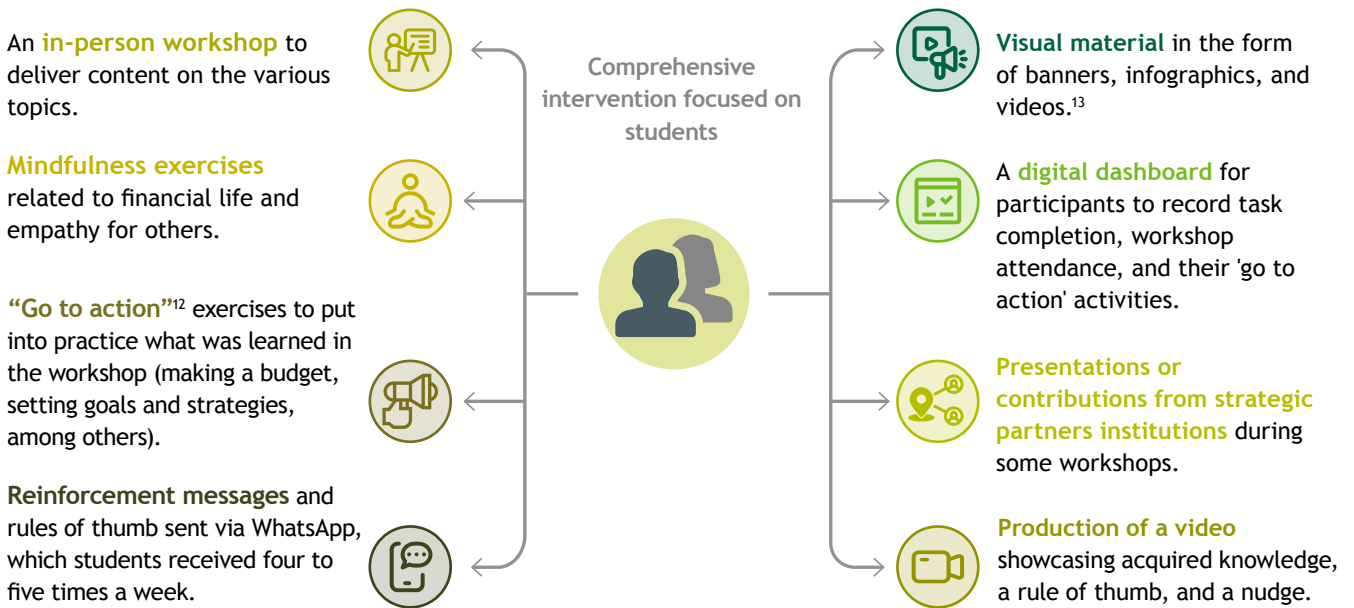 An in-person workshop to
deliver content on the various
topics.
Mindfulness exercises
related to financial life and
empathy for others.
“Go to action”¹² exercises to put
into practice what was learned in
the workshop (making a budget,
setting goals and strategies,
among others).
Reinforcement messages and
rules of thumb sent via WhatsApp,
which students received four to
five times a week.
Comprehensive
intervention focused on
students
Visual material in the form
of banners, infographics, and
videos.¹³
A digital dashboard for
participants to record task
completion, workshop
attendance, and their 'go to
action' activities.
Presentations or
contributions from strategic
partners institutions during
some workshops.
Production of a video
showcasing acquired knowledge,
a rule of thumb, and a nudge.